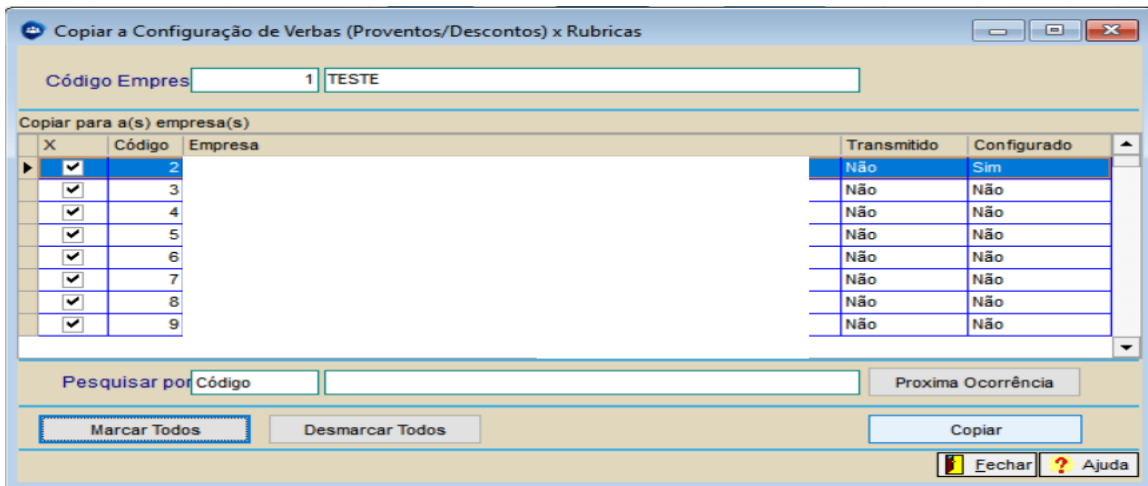 Copiar a Configuração de Verbas (Proventos/Descontos) x Rubricas
Código Empres 1 TESTE
Copiar para a(s) empresa(s)
X Código Empresa Transmitido Configurado
2 Não Sim
3 Não Não
4 Não Não
5 Não Não
6 Não Não
7 Não Não
8 Não Não
9 Não Não
Pesquisar por Código Proxima Ocorrência
Marcar Todos Desmarcar Todos Copiar
Fechar ? Ajuda